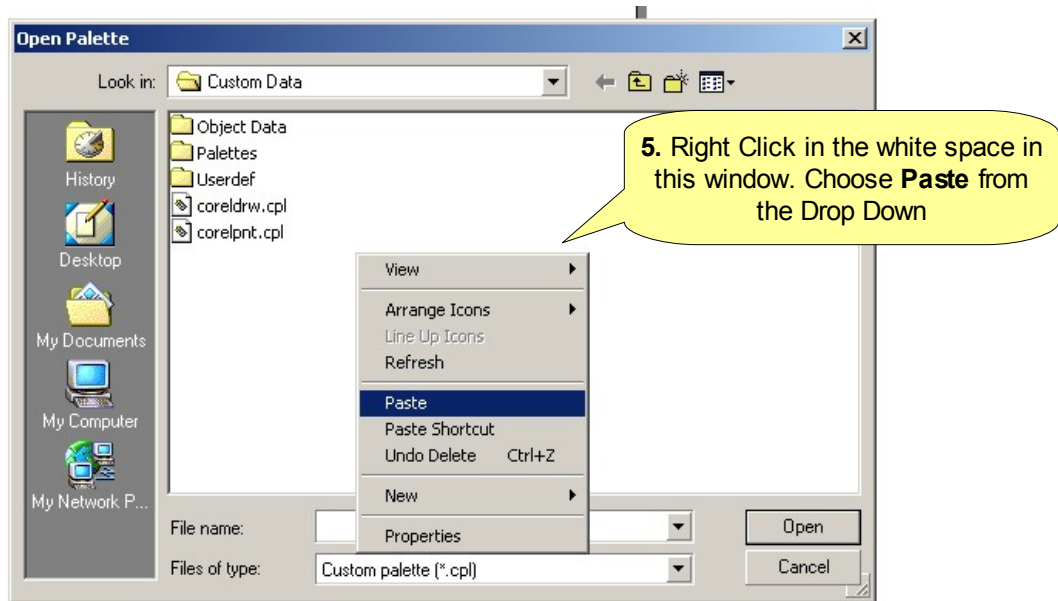 Open Palette
Look in:
Custom Data
History
Desktop
My Documents
My Computer
My Network P...
Object Data
Palettes
Userdef
coreldrw.cpl
corelpnt.cpl
5. Right Click in the white space in
this window. Choose Paste from
the Drop Down
View
Arrange Icons
Line Up Icons
Refresh
Paste
Paste Shortcut
Undo Delete Ctrl+Z
New
Properties
File name:
Open
Files of type:
Custom palette (*.cpl)
Cancel